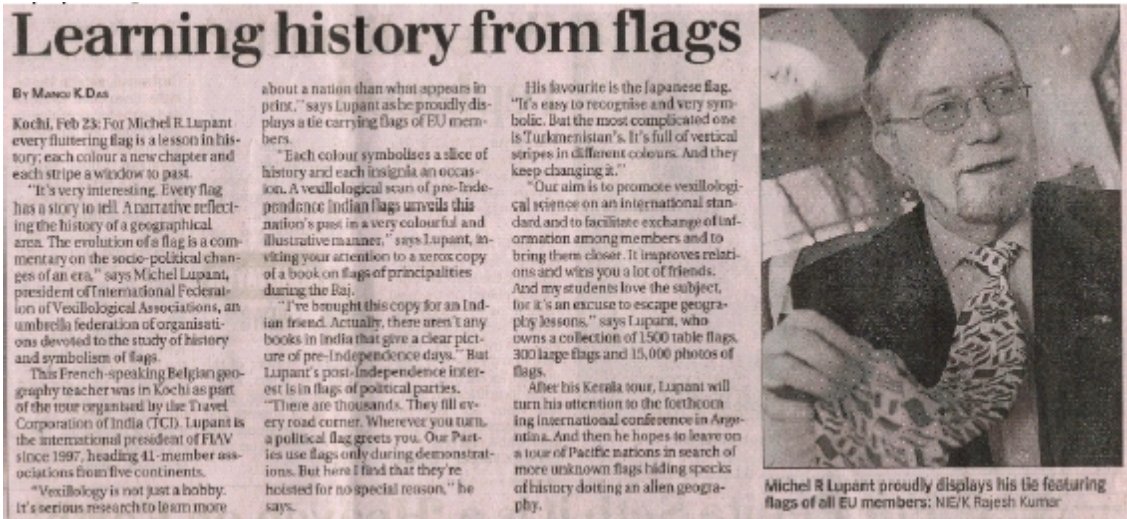 Learning history from flags
BY MANOJ K.DAS
Kochi, Feb 23: For Michel R.Lupant
every fluttering flag is a lesson in his-
tory; each colour a new chapter and
each stripe a window to past.
"It's very interesting. Every flag
has a story to tell. A narrative reflect-
ing the history of a geographical
area. The evolution of a flag is a com-
mentary on the socio-political chan-
ges of an era," says Michel Lupant,
president of International Federat-
ion of Vexillological Associations, an
umbrella federation of organisati-
ons devoted to the study of history
and symbolism of flags.
This French-speaking Belgian geo-
graphy teacher was in Kochi as part
of the tour organised by the Travel
Corporation of India (TCI). Lupant is
the international president of FIAV
since 1997, heading 41-member ass-
ociations from five continents.
"Vexillology is not just a hobby.
It's serious research to learn more
about a nation than what appears in
print," says Lupant as he proudly dis-
plays a tie carrying flags of EU mem-
bers.
"Each colour symbolises a slice of
history and each insignia an occas-
ion. A vexillological scan of pre-Inde-
pendence Indian flags unveils this
nation's past in a very colourful and
illustrative manner," says Lupant, in-
viting your attention to a xerox copy
of a book on flags of principalities
during the Raj.
"I've brought this copy for an Ind-
ian friend. Actually, there aren't any
books in India that give a clear pict-
ure of pre-Independence days." But
Lupant's post-Independence inter-
est is in flags of political parties.
"There are thousands. They fill ev-
ery road corner. Wherever you turn,
a political flag greets you. Our Part-
ies use flags only during demonstrat-
ions. But here I find that they're
hoisted for no special reason," he
says.
His favourite is the Japanese flag.
"It's easy to recognise and very sym-
bolic. But the most complicated one
is Turkmenistan's. It's full of vertical
stripes in different colours. And they
keep changing it."
"Our aim is to promote vexillologi-
cal science on an international stan-
dard and to facilitate exchange of inf-
ormation among members and to
bring them closer. It improves relati-
ons and wins you a lot of friends.
And my students love the subject,
for it's an excuse to escape geogra-
phy lessons," says Lupant, who
owns a collection of 1500 table flags,
300 large flags and 15,000 photos of
flags.
After his Kerala tour, Lupant will
turn his attention to the forthcom
ing international conference in Arge-
ntina. And then he hopes to leave on
a tour of Pacific nations in search of
more unknown flags hiding specks
of history dotting an alien geogra-
phy.
Michel R Lupant proudly displays his tie featuring
flags of all EU members: NIE/K Rajesh Kumar